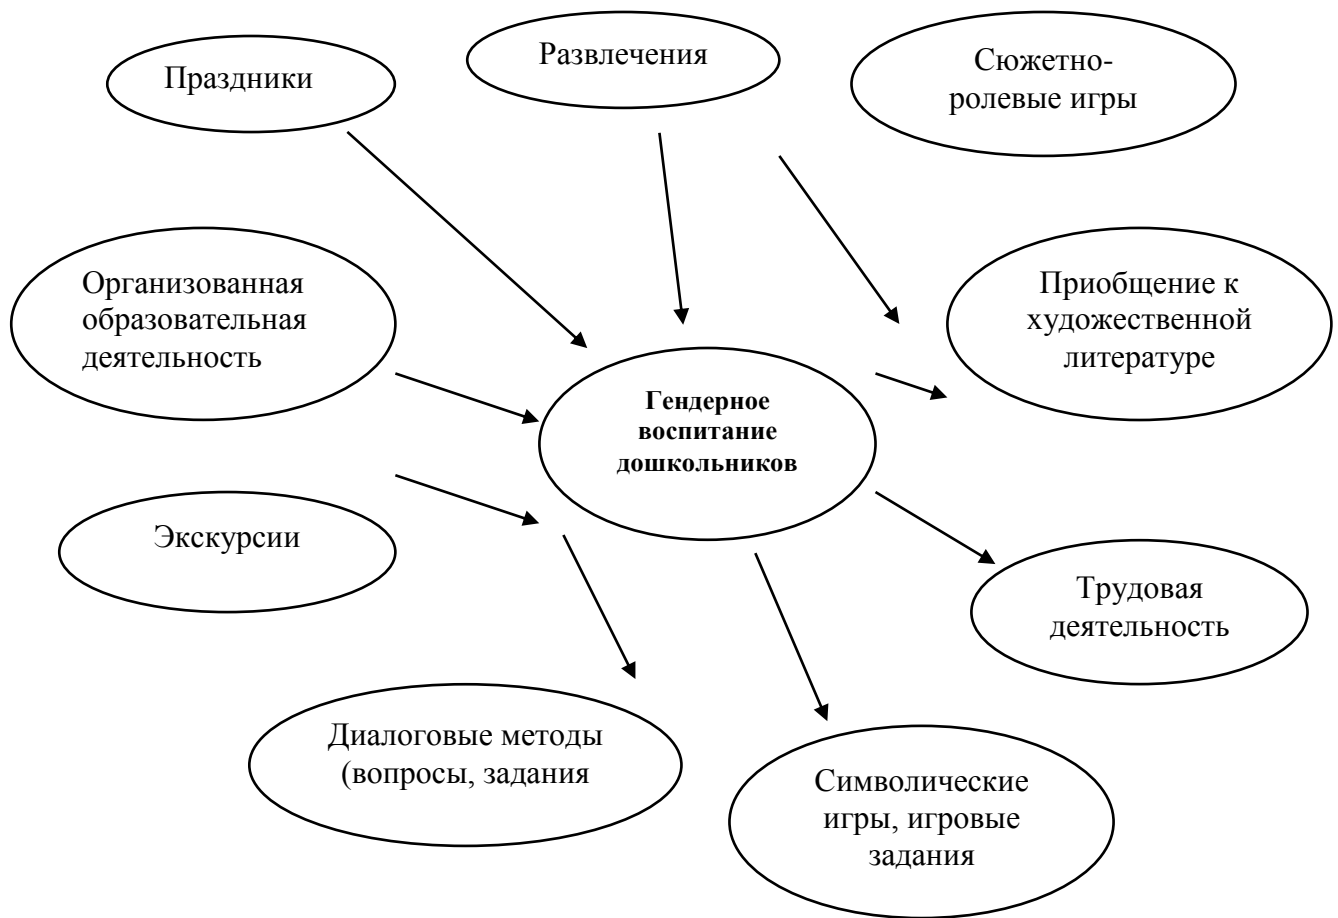 Праздники
Развлечения
Сюжетно-
ролевые игры
Организованная
образовательная
деятельность
Приобщение к
художественной
литературе
Гендерное
воспитание
дошкольников
Экскурсии
Трудовая
деятельность
Диалоговые методы
(вопросы, задания
Символические
игры, игровые
задания